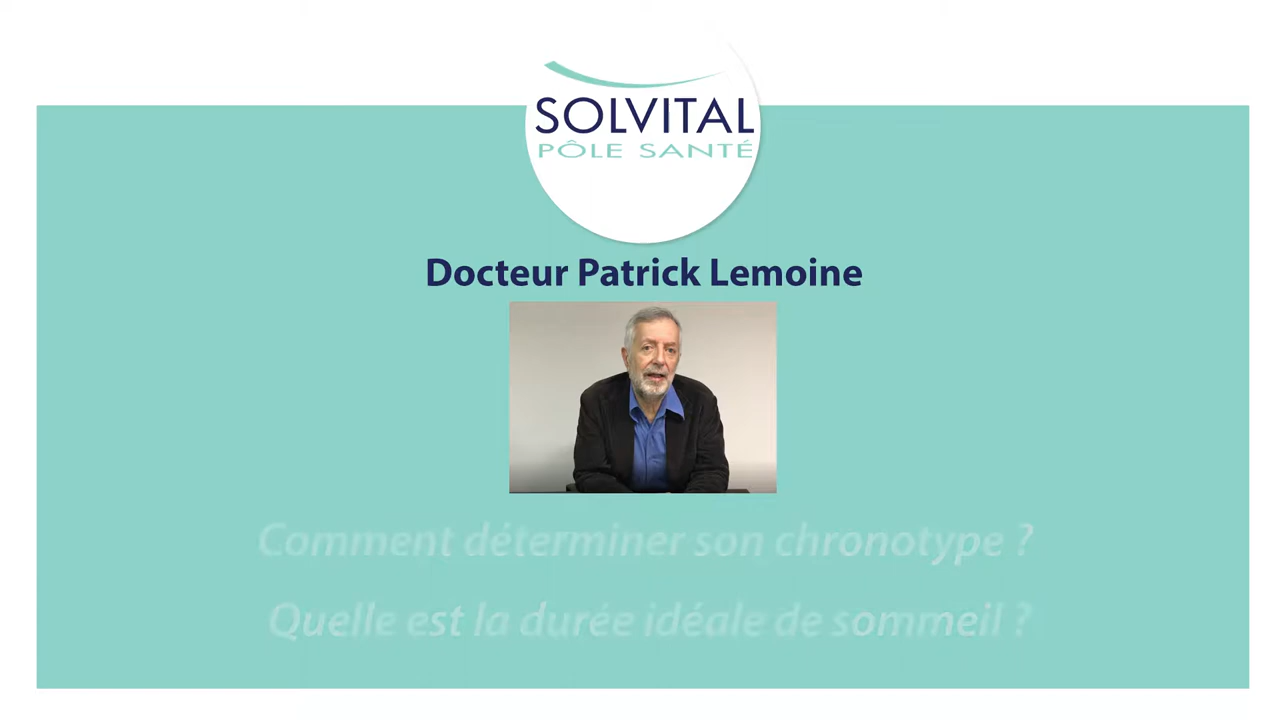 SOLVITAL
PÔLE SANTÉ
Docteur Patrick Lemoine
Comment déterminer son chronotype ?
Quelle est la durée idéale de sommeil ?